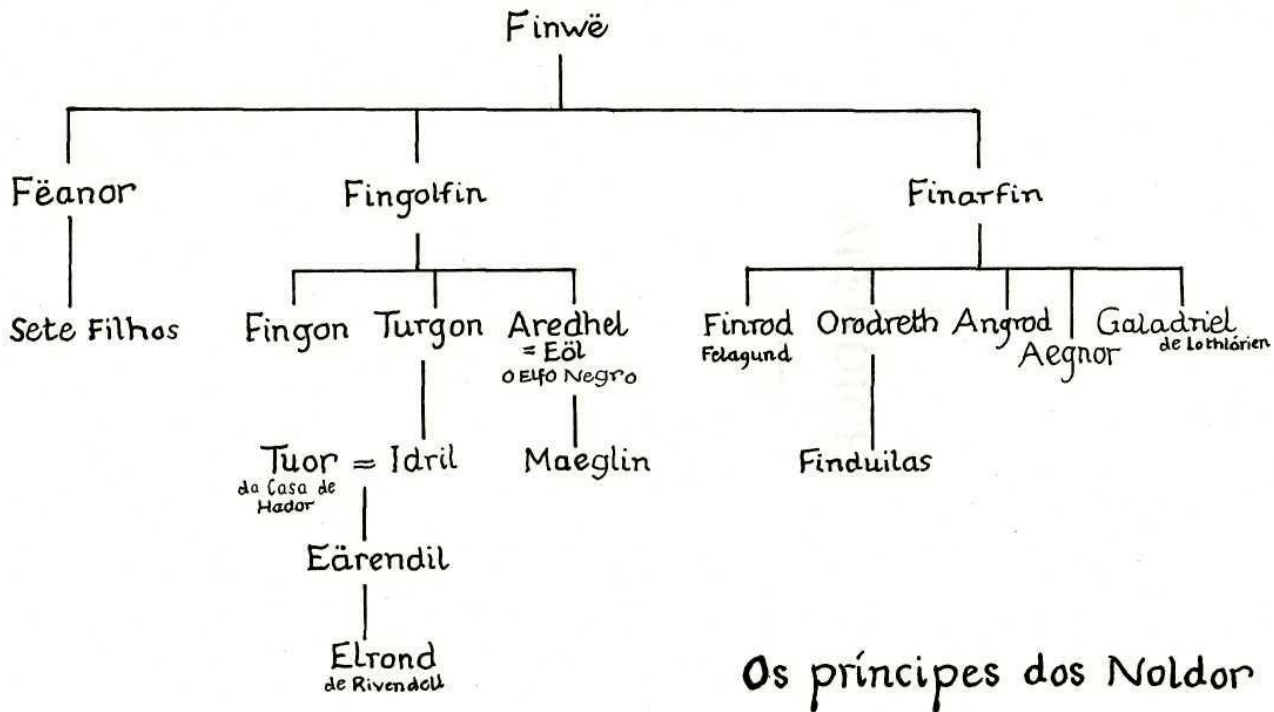 Finwë
Fëanor Fingolfin Finarfin
Sete Filhos Fingon Turgon Aredhel Finrod Orodreth Angrod Galadriel
= Eöl Felagund Aegnor de Lothlórien
O Elfo Negro
Tuor = Idril Maeglin Finduilas
da Casa de
Hador
Eärendil
Elrond
de Rivendell
Os príncipes dos Noldor